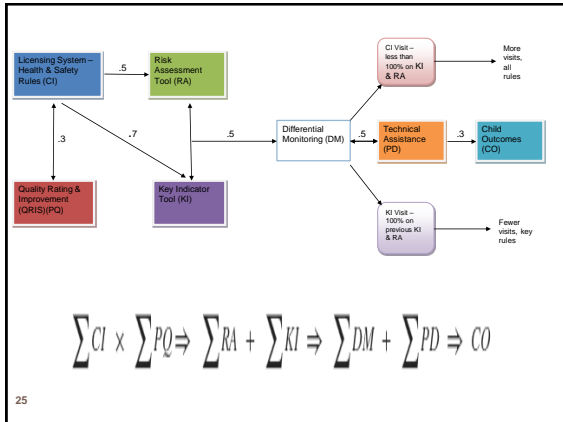 Licensing System –
Health & Safety
Rules (CI)
.5
Risk
Assessment
Tool (RA)
CI Visit –
less than
100% on KI
& RA
More
visits,
all
rules
.3
.7
.5
Differential
Monitoring (DM)
.5
Technical
Assistance
(PD)
.3
Child
Outcomes
(CO)
Quality Rating &
Improvement
(QRIS)(PQ)
Key Indicator
Tool (KI)
KI Visit –
100% on
previous KI
& RA
Fewer
visits, key
rules
∑CI × ∑PQ⇒ ∑RA + ∑KI ⇒ ∑DM + ∑PD ⇒ CO
25